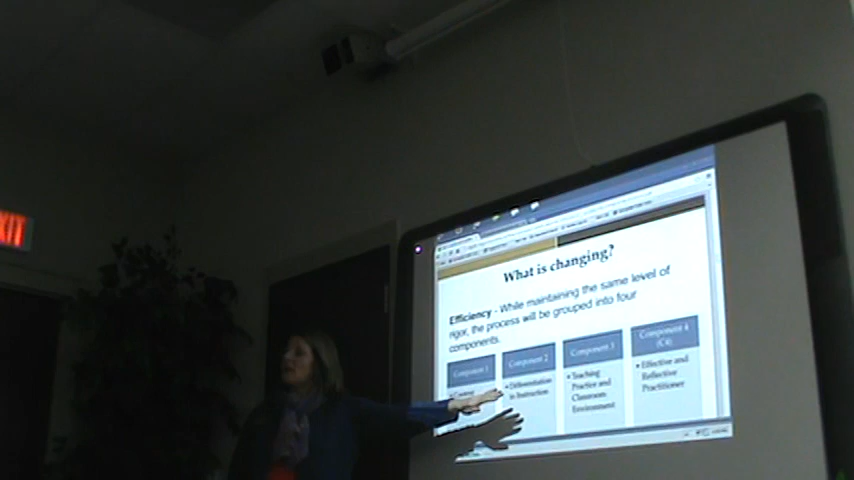 EXIT
What is changing?
Efficiency - While maintaining the same level of
rigor, the process will be grouped into four
components.
Component 1
Component 2
• Differentiation
in Instruction
Component 3
• Teaching
Practice and
Classroom
Environment
Component 4
(C4)
• Effective and
Reflective
Practitioner